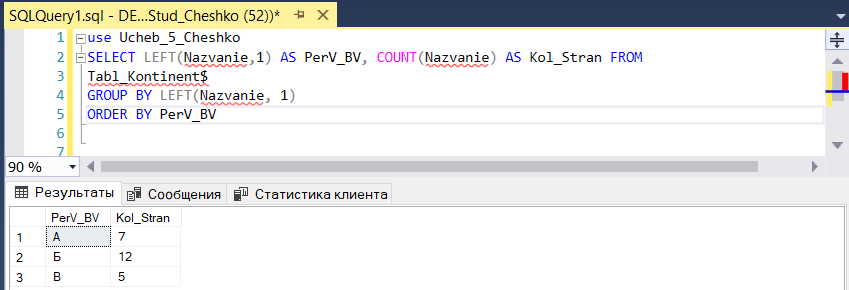 SQLQuery1.sql - DE...Stud_Cheshko (52))*
1 use Ucheb_5_Cheshko
2 SELECT LEFT(Nazvanie,1) AS PerV_BV, COUNT(Nazvanie) AS Kol_Stran FROM
3 Tabl_Kontinent$
4 GROUP BY LEFT(Nazvanie, 1)
5 ORDER BY PerV_BV
6
7
90 %
Результаты Сообщения Статистика клиента
PerV_BV Kol_Stran
1 А 7
2 Б 12
3 В 5